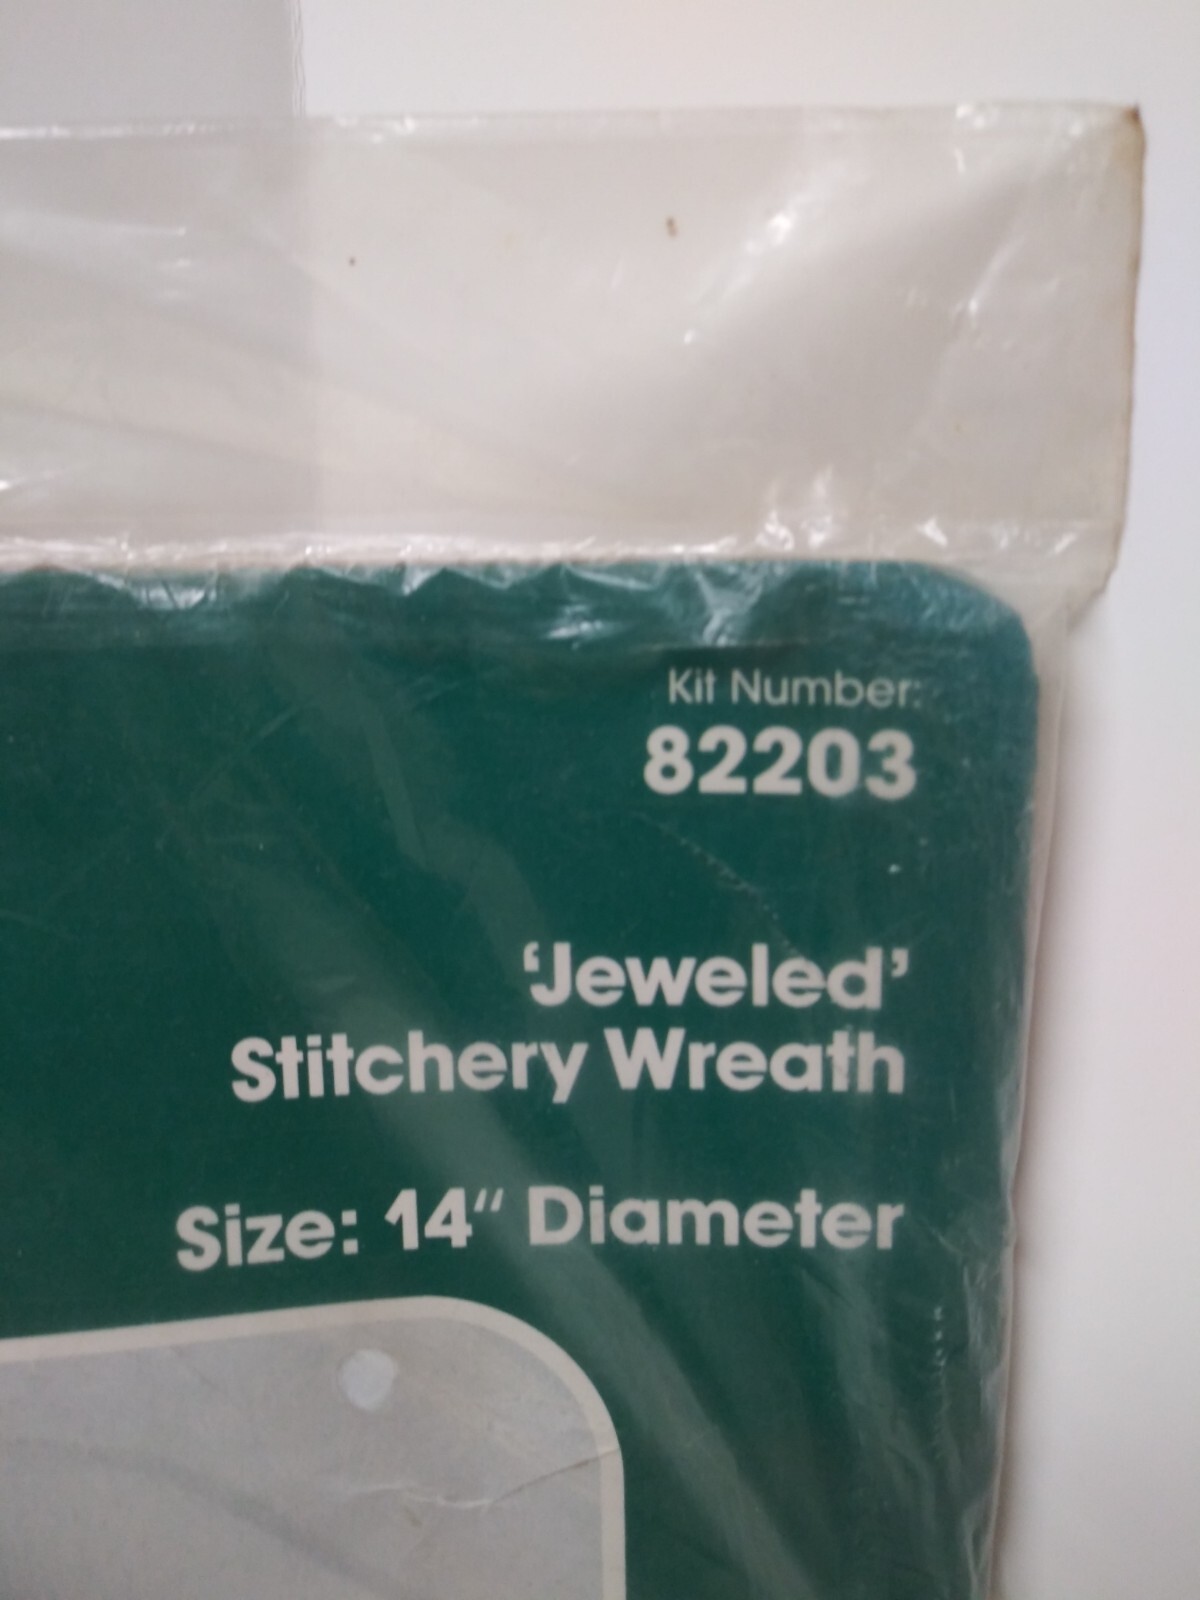 Kit Number:
82203
‘Jeweled’
Stitchery Wreath
Size: 14“ Diameter